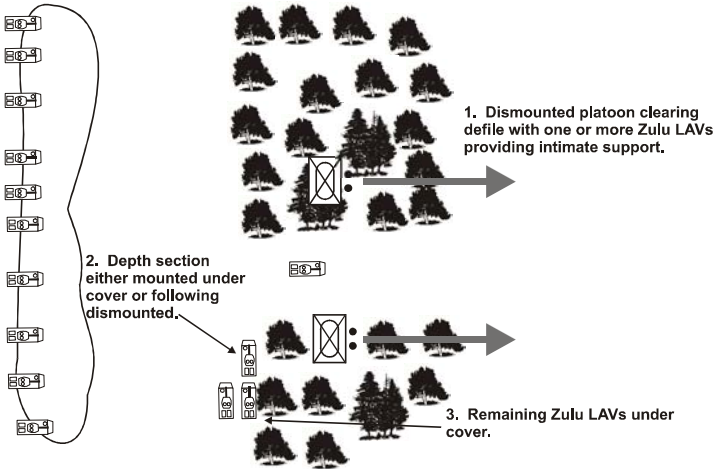 1. Dismounted platoon clearing
defile with one or more Zulu LAVs
providing intimate support.
2. Depth section
either mounted under
cover or following
dismounted.
3. Remaining Zulu LAVs under
cover.